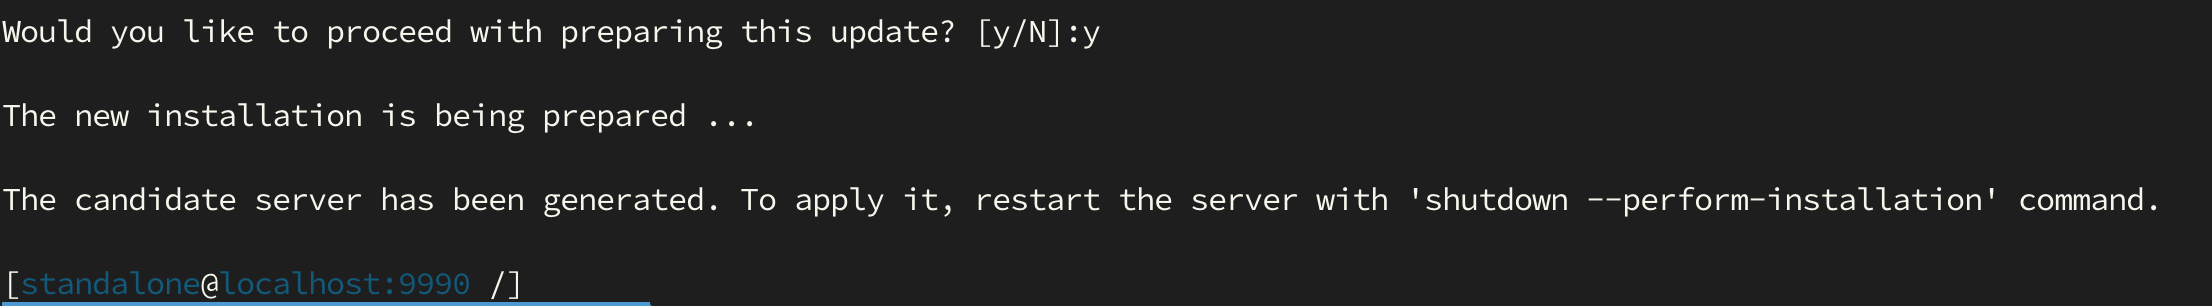 Would you like to proceed with preparing this update? [y/N]:y
The new installation is being prepared ...
The candidate server has been generated. To apply it, restart the server with 'shutdown --perform-installation' command.
[standalone@localhost:9990 /]